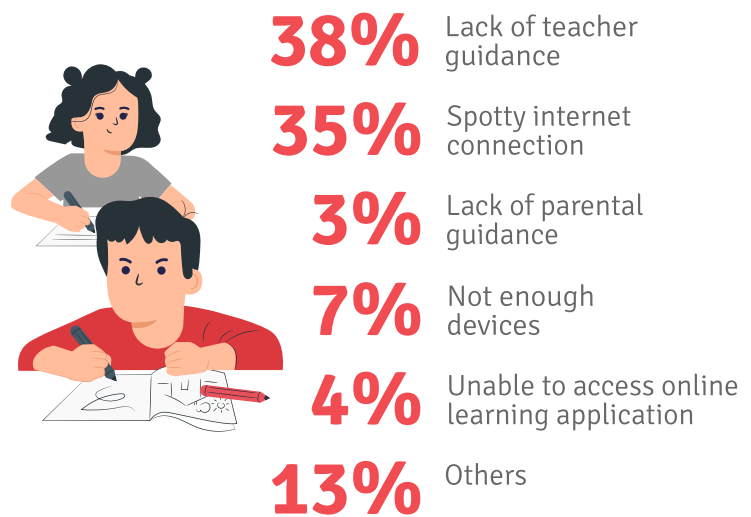 38%
Lack of teacher
guidance
35%
Spotty internet
connection
3%
Lack of parental
guidance
7%
Not enough
devices
4%
Unable to access online
learning application
13%
Others